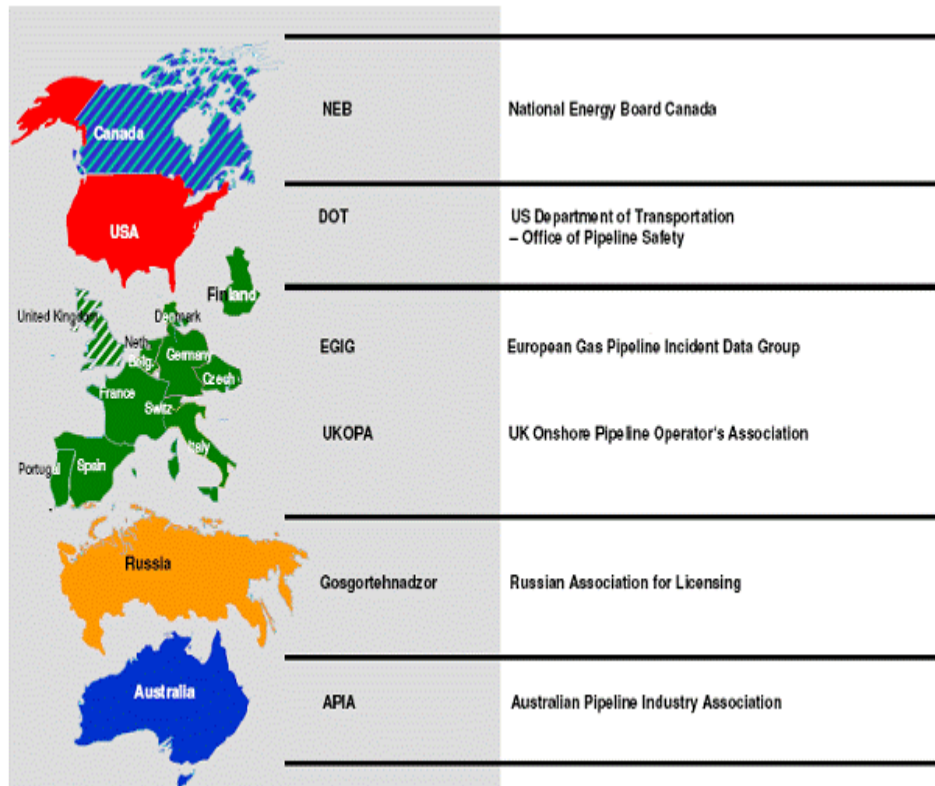 Canada
NEB
National Energy Board Canada
USA
DOT
US Department of Transportation
– Office of Pipeline Safety
Finland
United Kingdom
Denmark
Neth.
Belg.
Germany
Czech
France
Switz
Italy
Portugal
Spain
EGIG
European Gas Pipeline Incident Data Group
UKOPA
UK Onshore Pipeline Operator's Association
Russia
Gosgortehnadzor
Russian Association for Licensing
Australia
APIA
Australian Pipeline Industry Association